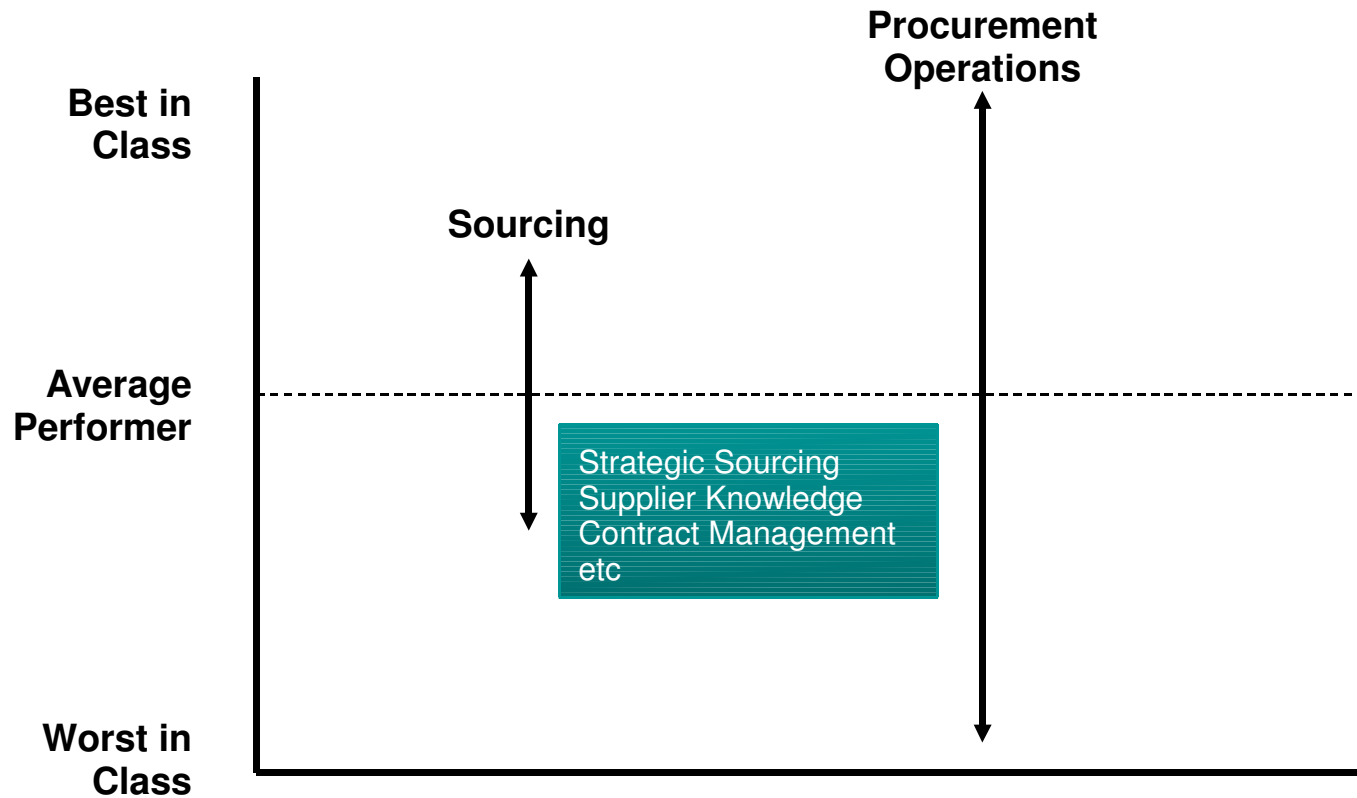 Procurement
Operations
Best in
Class
Sourcing
Average
Performer
Strategic Sourcing
Supplier Knowledge
Contract Management
etc
Worst in
Class